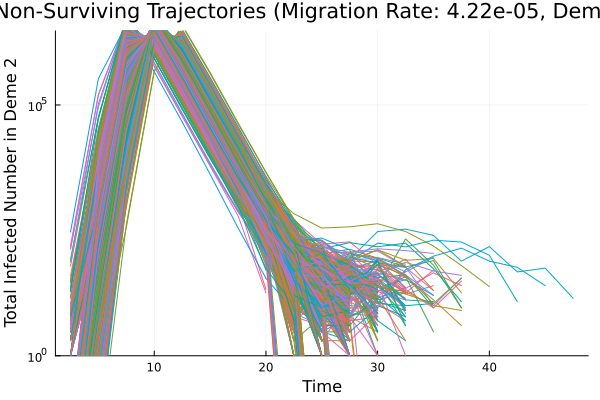 Non-Surviving Trajectories (Migration Rate: 4.22e-05, Dem
Total Infected Number in Deme 2
10⁵
10⁰
10 20 30 40
Time